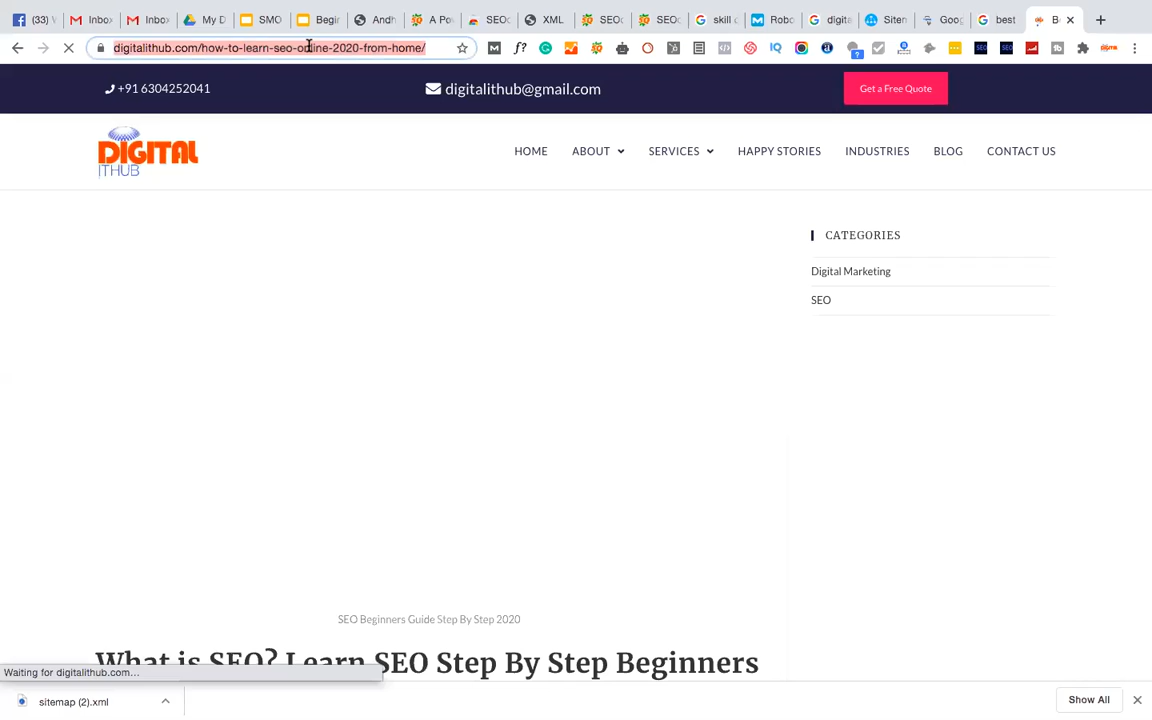 (33)
Inbox
Inbox
My D
SMO
Begi
Andh
A Po
SEO
XML
SEO
SEO
skill
Robo
digita
Siten
Goog
best
digitalithub.com/how-to-learn-seo-online-2020-from-home/
+91 6304252041
digitalithub@gmail.com
Get a Free Quote
DIGITAL
ITHUB
HOME
ABOUT
SERVICES
HAPPY STORIES
INDUSTRIES
BLOG
CONTACT US
CATEGORIES
Digital Marketing
SEO
SEO Beginners Guide Step By Step 2020
What is SEO? Learn SEO Step By Step Beginners
Waiting for digitalithub.com...
sitemap (2).xml
Show All